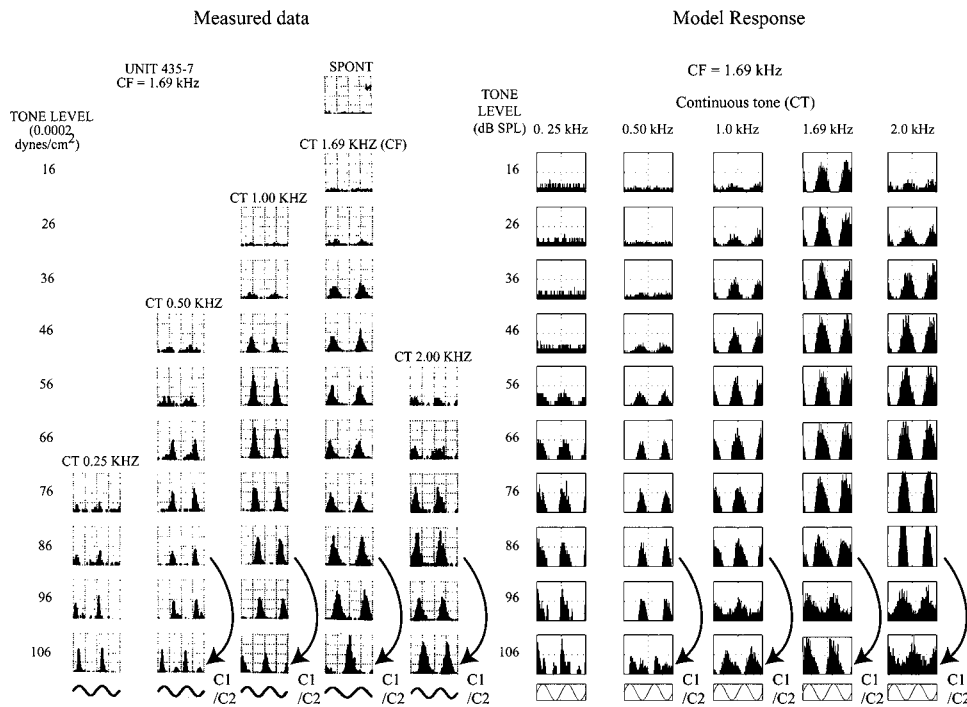 Measured data
Model Response
UNIT 435-7
CF = 1.69 kHz
SPONT
CF = 1.69 kHz
TONE LEVEL
(0.0002
dynes/cm2)
TONE
LEVEL
(dB SPL)
Continuous tone (CT)
0. 25 kHz 0.50 kHz 1.0 kHz 1.69 kHz 2.0 kHz
CT 1.69 KHZ (CF)
16
16
CT 1.00 KHZ
26
26
36
36
CT 0.50 KHZ
46
46
CT 2.00 KHZ
56
56
66
66
CT 0.25 KHZ
76
76
86
86
96
96
106
106
C1 C1 C1 C1 C1 C1 C1 C1
/C2 /C2 /C2 /C2 /C2 /C2 /C2 /C2